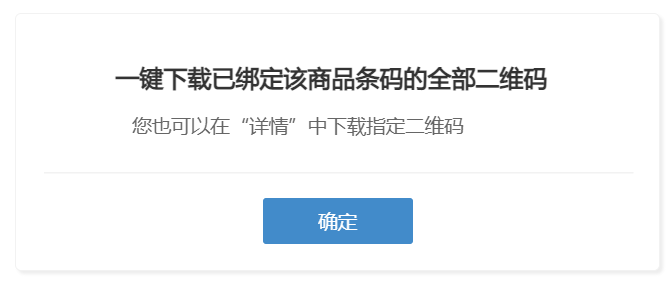 一键下载已绑定该商品条码的全部二维码
您也可以在“详情”中下载指定二维码
确定